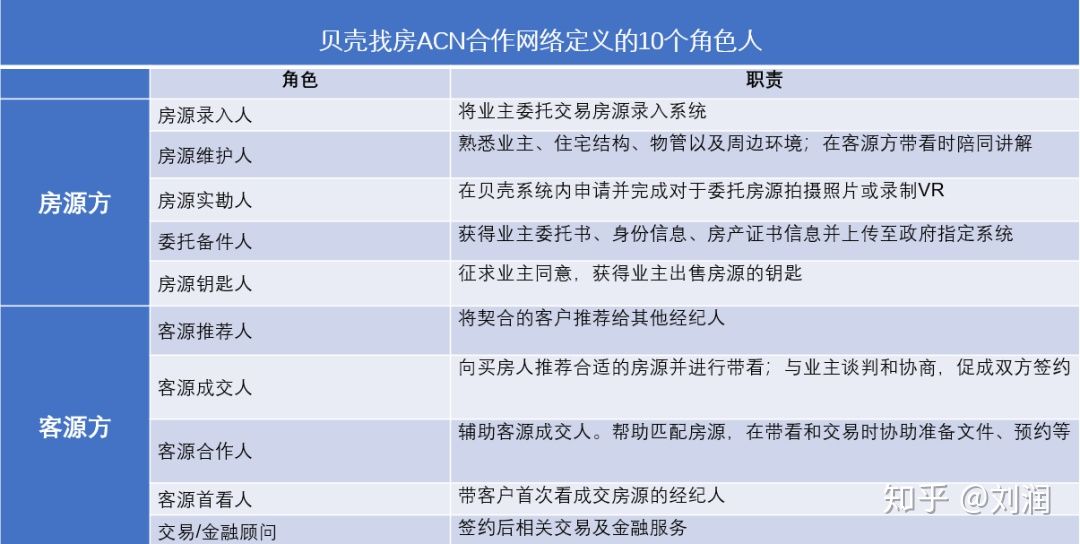 贝壳找房ACN合作网络定义的10个角色人
角色 职责
房源方
房源录入人 将业主委托交易房源录入系统
房源维护人 熟悉业主、住宅结构、物管以及周边环境；在客源方带看时陪同讲解
房源实勘人 在贝壳系统内申请并完成对于委托房源拍摄照片或录制VR
委托备件人 获得业主委托书、身份信息、房产证书信息并上传至政府指定系统
房源钥匙人 征求业主同意，获得业主出售房源的钥匙
客源方
客源推荐人 将契合的客户推荐给其他经纪人
客源成交人 向买房人推荐合适的房源并进行带看；与业主谈判和协商，促成双方签约
客源合作人 辅助客源成交人。帮助匹配房源，在带看和交易时协助准备文件、预约等
客源首看人 带客户首次看成交房源的经纪人
交易/金融顾问 签约后相关交易及金融服务
知乎 @刘润